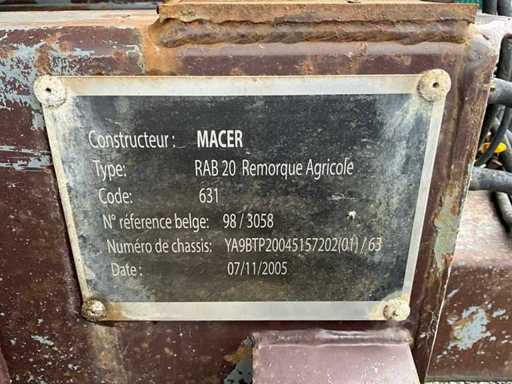 Constructeur : MACER
Type: RAB 20 Remorque Agricole
Code: 631
N° réference belge: 98 / 3058
Numéro de chassis: YA9BTP20045157202(01) / 63
Date : 07/11/2005